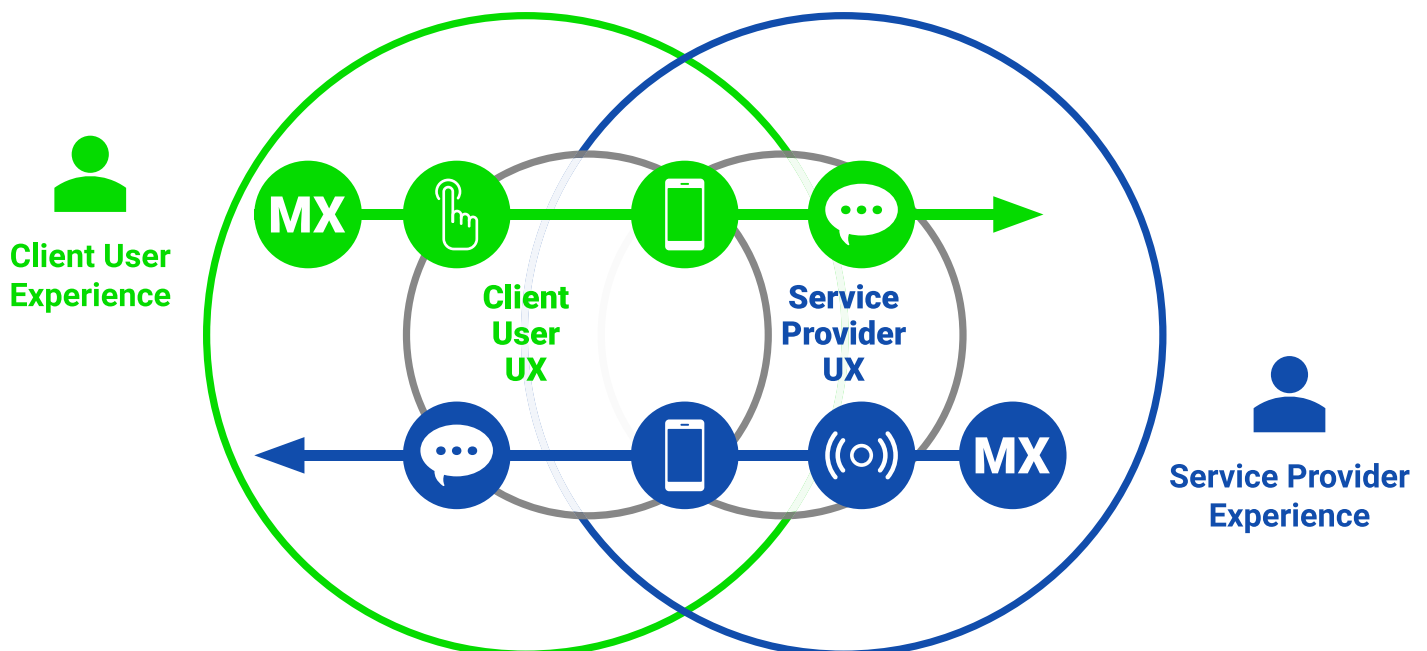 MX
Client User
Experience
Client
User
UX
Service
Provider
UX
MX
Service Provider
Experience